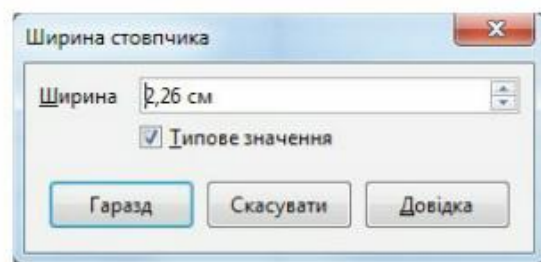 Ширина стовпчика
Ширина 2,26 см
Типове значення
Гаразд Скасувати Довідка